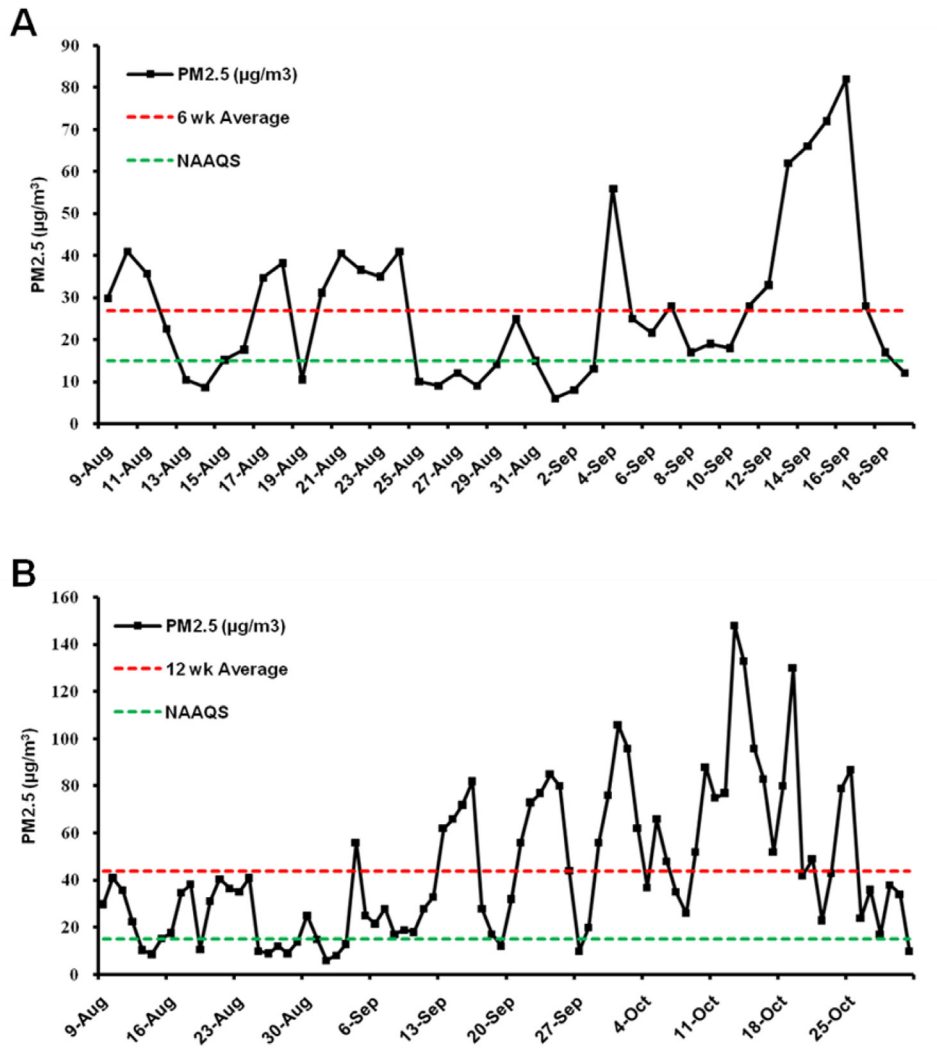 A
90
80
70
60
50
40
30
20
10
0
PM2.5 (µg/m³)
PM2.5 (µg/m3)
6 wk Average
NAAQS
9-Aug
11-Aug
13-Aug
15-Aug
17-Aug
19-Aug
21-Aug
23-Aug
25-Aug
27-Aug
29-Aug
31-Aug
2-Sep
4-Sep
6-Sep
8-Sep
10-Sep
12-Sep
14-Sep
16-Sep
18-Sep
B
160
140
120
100
80
60
40
20
0
PM2.5 (µg/m³)
PM2.5 (µg/m3)
12 wk Average
NAAQS
9-Aug
16-Aug
23-Aug
30-Aug
6-Sep
13-Sep
20-Sep
27-Sep
4-Oct
11-Oct
18-Oct
25-Oct